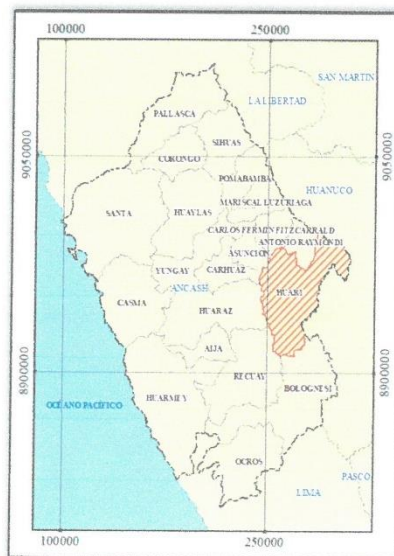 100000 250000
SAN MARTIN
LA LIBERTAD
PALLASCA
9050000
SIHUAS
9050000
CORONGO
POMABAMBA
HUANUCO
MARISCAL LUZURIAGA
SANTA
HUAYLAS
CARLOS FERMIN FITZCARRALD
ANTONIO RAYMONDI
ASUNCION
YUNGAY
CARHUAZ
HUARI
ANCASH
CASMA
HUARAZ
AIJA
8900000
RECUAY
8900000
BOLOGNESI
HUARMEY
OCÉANO PACÍFICO
OCROS
PASCO
LIMA
100000 250000